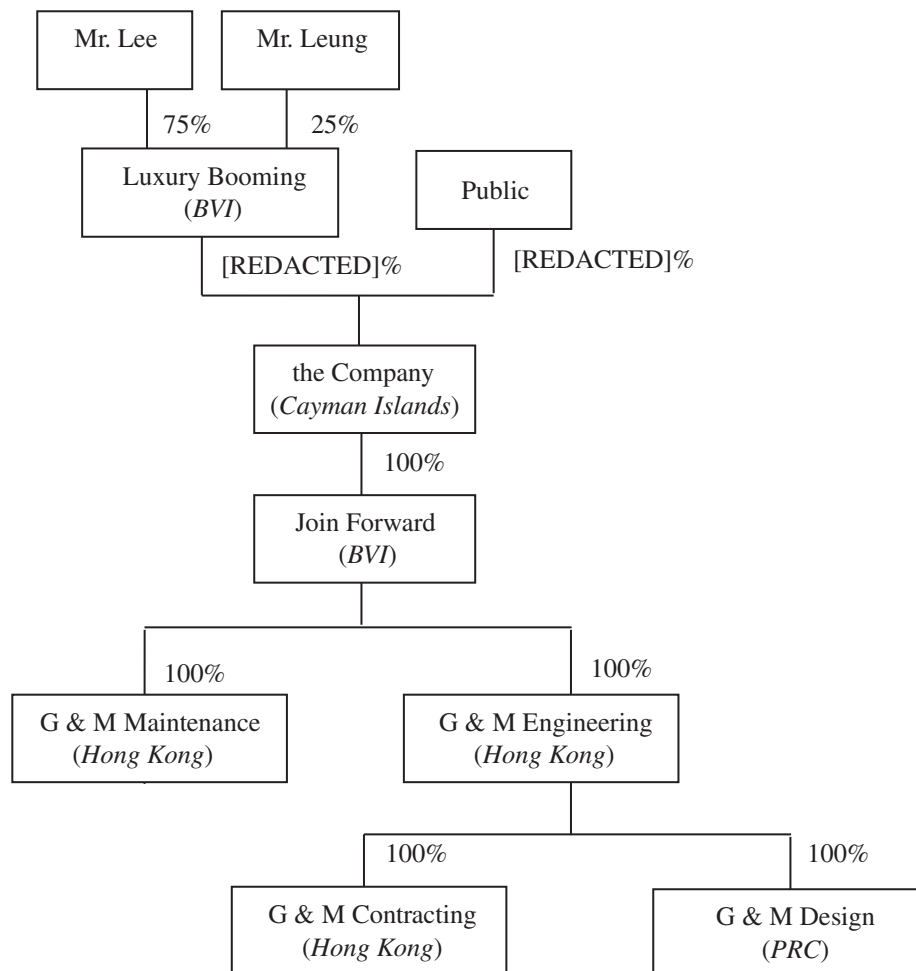 Mr. Lee
Mr. Leung
75%
25%
Luxury Booming
(BVI)
Public
[REDACTED]%
[REDACTED]%
the Company
(Cayman Islands)
100%
Join Forward
(BVI)
100%
100%
G & M Maintenance
(Hong Kong)
G & M Engineering
(Hong Kong)
100%
100%
G & M Contracting
(Hong Kong)
G & M Design
(PRC)